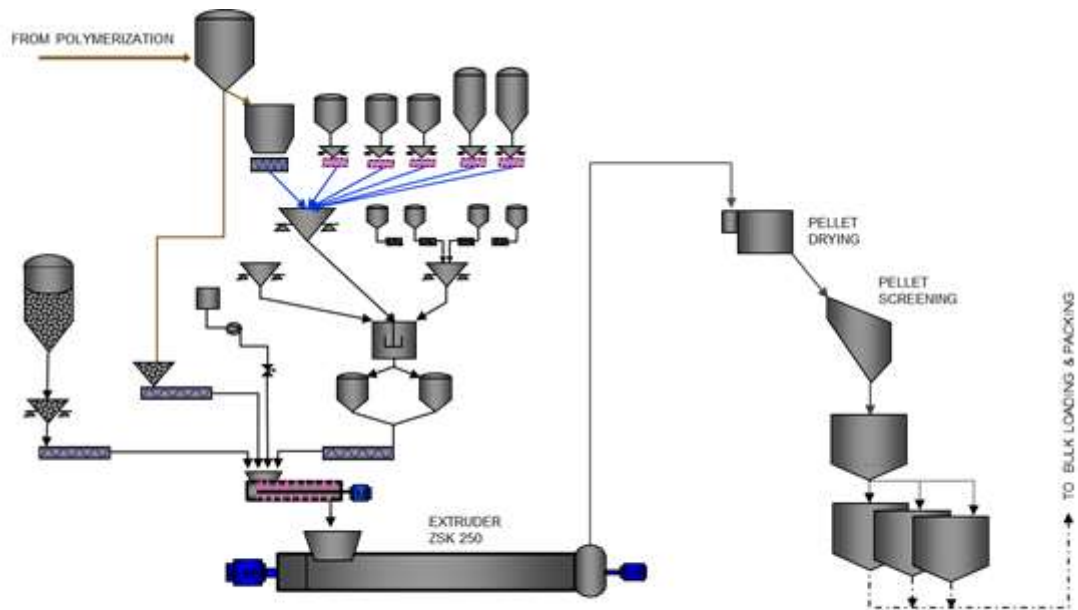 FROM POLYMERIZATION
PELLET
DRYING
PELLET
SCREENING
TO BULK LOADING & PACKING
EXTRUDER
ZSK 250